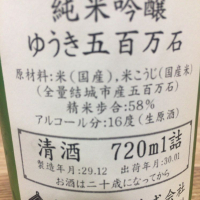 純米吟醸
ゆうき五百万石
原材料：米(国産)，米こうじ(国産米)
(全量結城市産五百万石)
精米歩合：58%
アルコール分：16度(生原酒)
清酒 720ml詰
製造年月：29.12 出荷年月：30.01
お酒は二十歳になってから
式会社